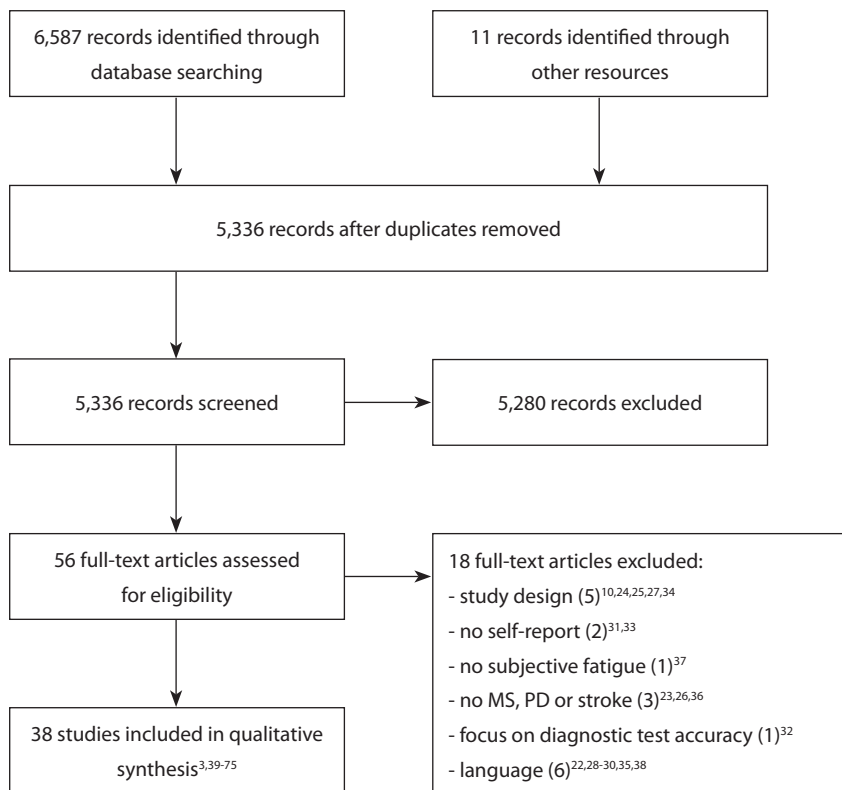 6,587 records identified through
database searching
11 records identified through
other resources
5,336 records after duplicates removed
5,336 records screened
5,280 records excluded
56 full-text articles assessed
for eligibility
18 full-text articles excluded:
- study design (5)10,24,25,27,34
- no self-report (2)31,33
- no subjective fatigue (1)37
- no MS, PD or stroke (3)23,26,36
- focus on diagnostic test accuracy (1)32
- language (6)22,28-30,35,38
38 studies included in qualitative
synthesis3,39-75